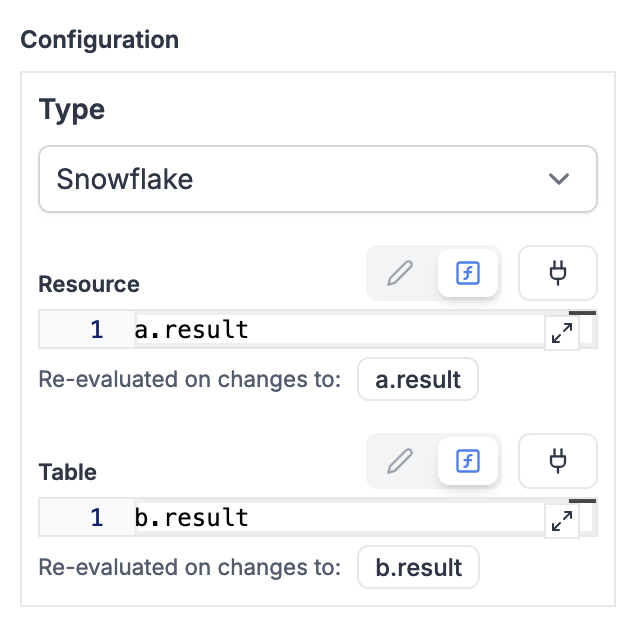 Configuration
Type
Snowflake
Resource
1 a.result
Re-evaluated on changes to: a.result
Table
1 b.result
Re-evaluated on changes to: b.result